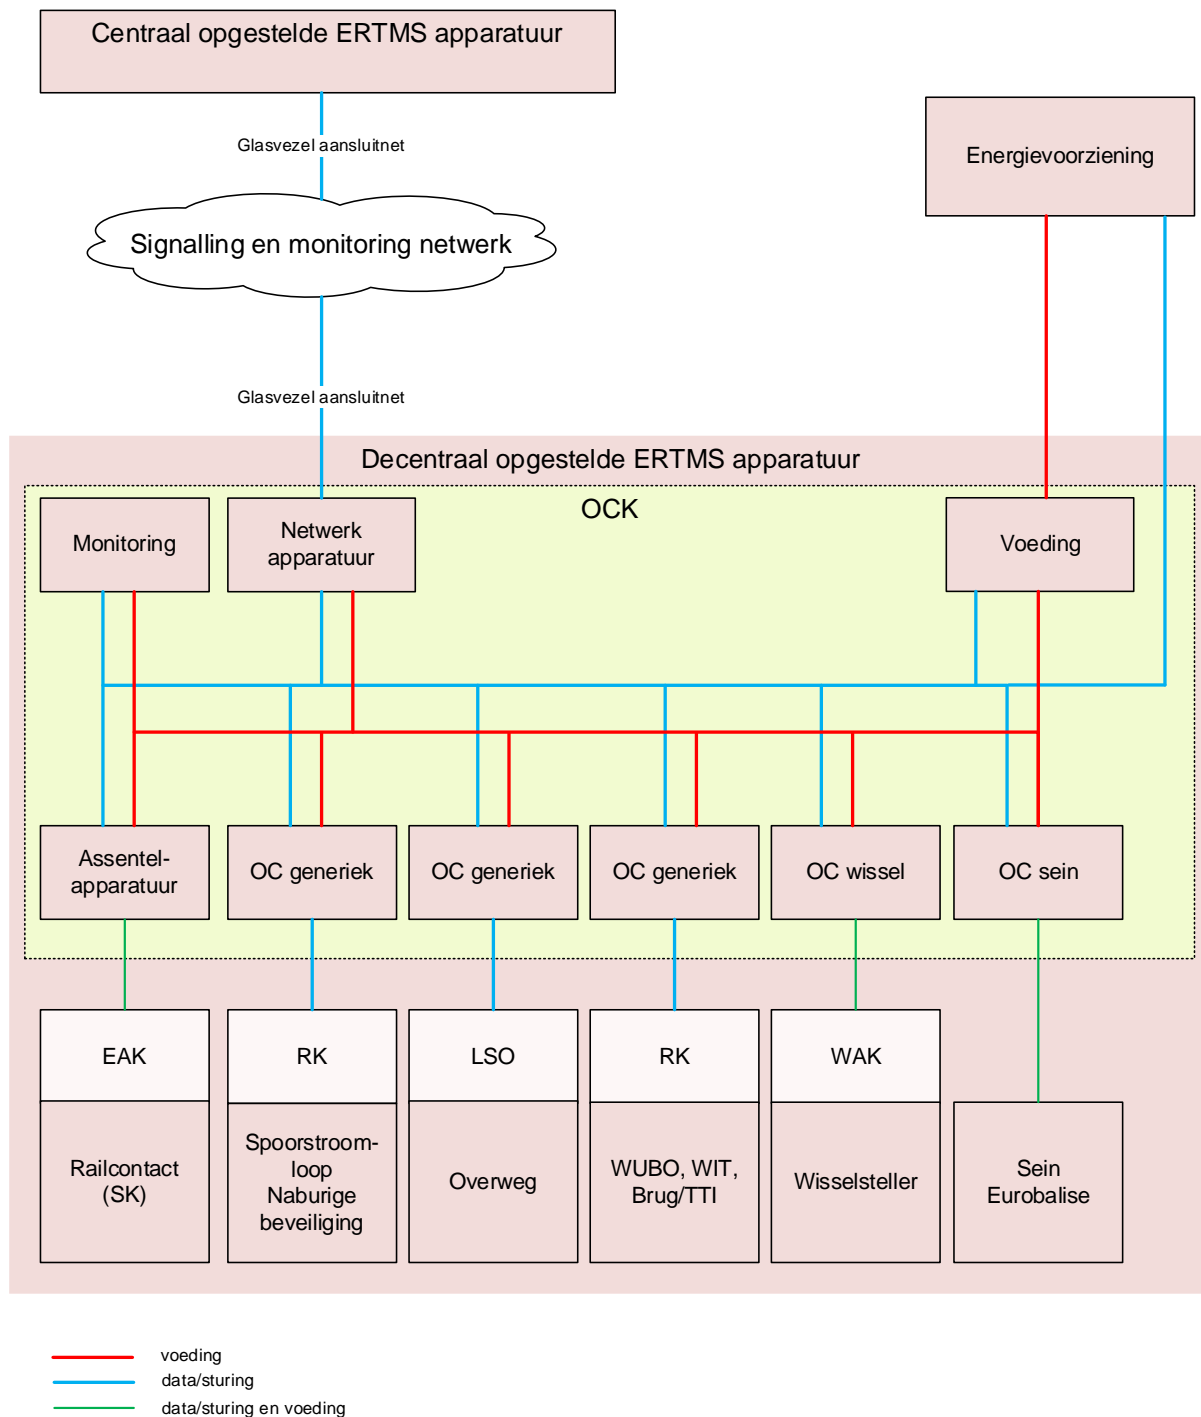 Centraal opgestelde ERTMS apparatuur
Glasvezel aansluitnet
Energievoorziening
Signalling en monitoring netwerk
Glasvezel aansluitnet
Decentraal opgestelde ERTMS apparatuur
OCK
Monitoring
Netwerk
apparatuur
Voeding
Assentel-
apparatuur
OC generiek
OC generiek
OC generiek
OC wissel
OC sein
EAK
RK
LSO
RK
WAK
Railcontact
(SK)
Spoorstroom-
loop
Naburige
beveiliging
Overweg
WUBO, WIT,
Brug/TTI
Wisselsteller
Sein
Eurobalise
voeding
data/sturing
data/sturing en voeding